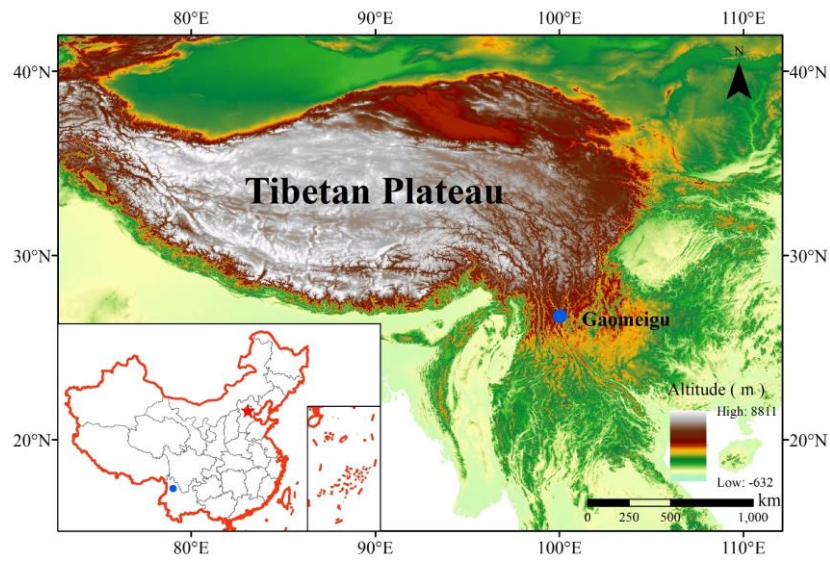 80°E 90°E 100°E 110°E
40°N 40°N
N
Tibetan Plateau
30°N 30°N
Gaomeigu
Altitude ( m )
High: 8811
20°N 20°N
Low: -632
km
0 250 500 1,000
80°E 90°E 100°E 110°E